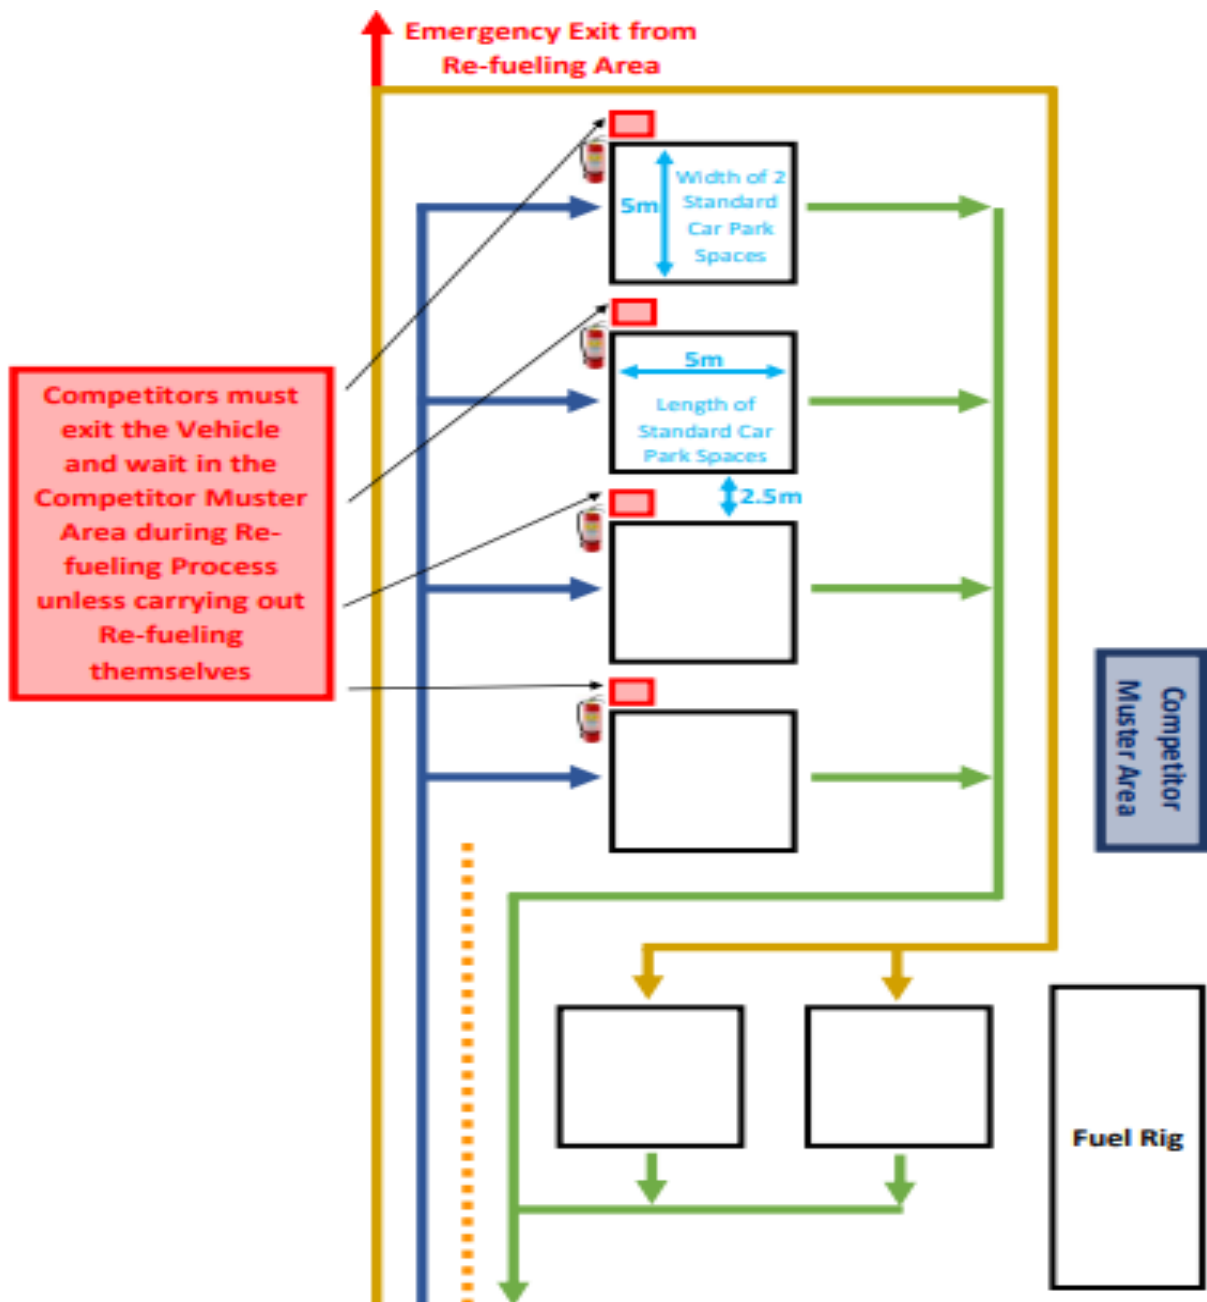 Emergency Exit from
Re-fueling Area
Width of 2
Standard
Car Park
Spaces
5m
5m
Length of
Standard Car
Park Spaces
2.5m
Competitors must
exit the Vehicle
and wait in the
Competitor Muster
Area during Re-
fueling Process
unless carrying out
Re-fueling
themselves
Competitor
Muster Area
Fuel Rig